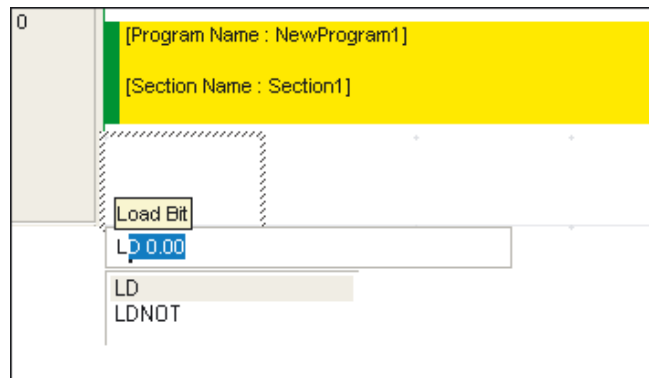 0
[Program Name : NewProgram1]
[Section Name : Section1]
Load Bit
LD 0.00
LD
LDNOT